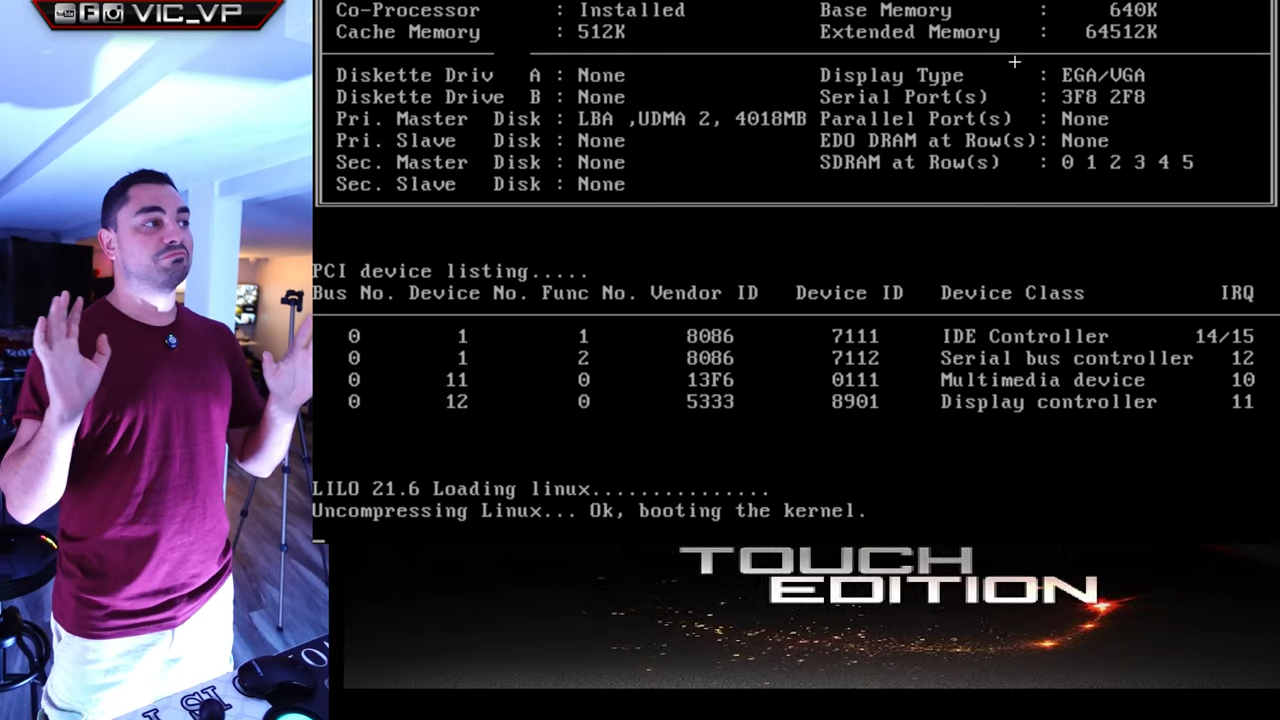 VIC_VP
Co-Processor : Installed Base Memory : 640K
Cache Memory : 512K Extended Memory : 64512K
Diskette Driv A : None Display Type : EGA/VGA
Diskette Drive B : None Serial Port(s) : 3F8 2F8
Pri. Master Disk : LBA ,UDMA 2, 4018MB Parallel Port(s) : None
Pri. Slave Disk : None EDO DRAM at Row(s): None
Sec. Master Disk : None SDRAM at Row(s) : 0 1 2 3 4 5
Sec. Slave Disk : None
PCI device listing.....
Bus No. Device No. Func No. Vendor ID Device ID Device Class IRQ
0 1 1 8086 7111 IDE Controller 14/15
0 1 2 8086 7112 Serial bus controller 12
0 11 0 13F6 0111 Multimedia device 10
0 12 0 5333 8901 Display controller 11
LILO 21.6 Loading linux...............
Uncompressing Linux... Ok, booting the kernel.
TOUCH
EDITION